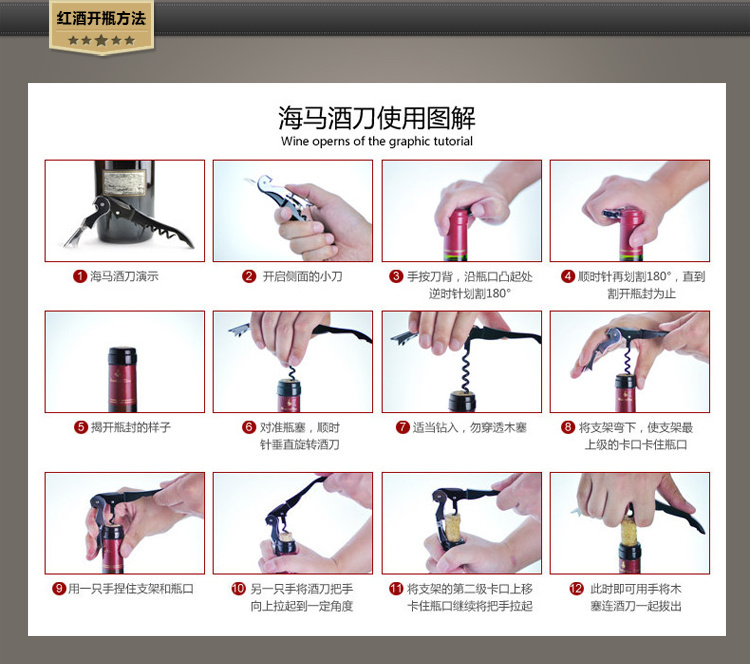 红酒开瓶方法
海马酒刀使用图解
Wine operns of the graphic tutorial
1 海马酒刀演示
2 开启侧面的小刀
3 手按刀背，沿瓶口凸起处
逆时针划割180°
4 顺时针再划割180°，直到
割开瓶封为止
5 揭开瓶封的样子
6 对准瓶塞，顺时
针垂直旋转酒刀
7 适当钻入，勿穿透木塞
8 将支架弯下，使支架最
上级的卡口卡住瓶口
9 用一只手捏住支架和瓶口
10 另一只手将酒刀把手
向上拉起到一定角度
11 将支架的第二级卡口上移
卡住瓶口继续将把手拉起
12 此时即可用手将木
塞连酒刀一起拔出